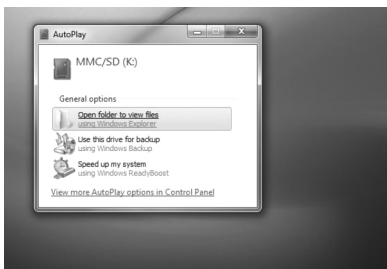 AutoPlay
MMC/SD (K:)
General options
Open folder to view files
using Windows Explorer
Use this drive for backup
using Windows Backup
Speed up my system
using Windows ReadyBoost
View more AutoPlay options in Control Panel